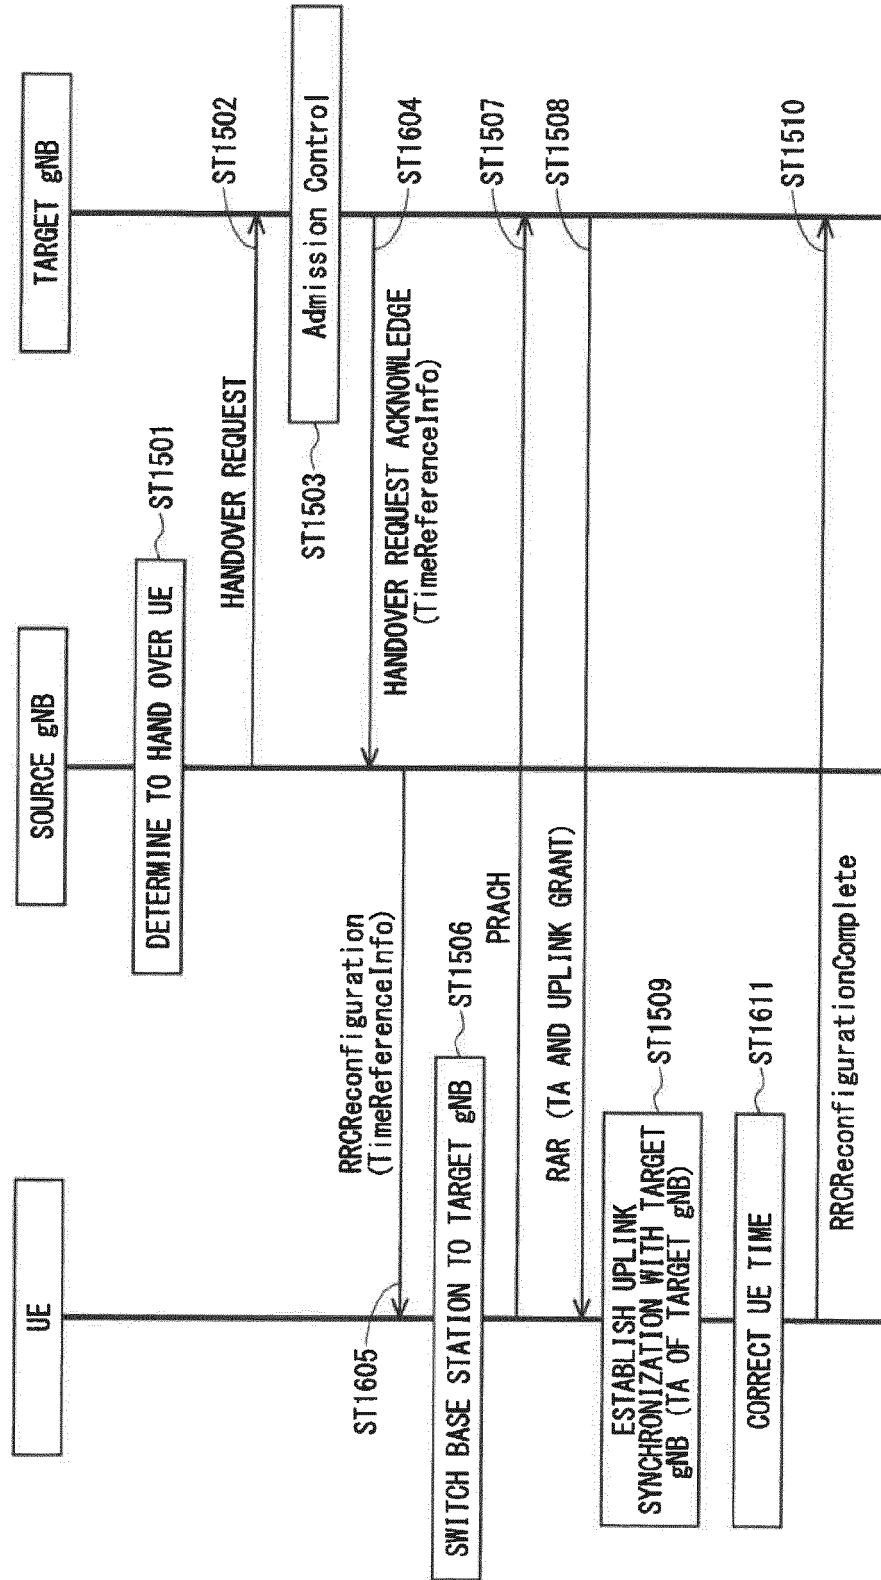 UE
SOURCE gNB
TARGET gNB
DETERMINE TO HAND OVER UE
ST1501
HANDOVER REQUEST
ST1502
ST1503
Admission Control
HANDOVER REQUEST ACKNOWLEDGE
(TimeReferenceInfo)
ST1604
ST1605
RRCReconfiguration
(TimeReferenceInfo)
SWITCH BASE STATION TO TARGET gNB
ST1506
PRACH
ST1507
RAR (TA AND UPLINK GRANT)
ST1508
ESTABLISH UPLINK
SYNCHRONIZATION WITH TARGET
gNB (TA OF TARGET gNB)
ST1509
CORRECT UE TIME
ST1611
RRCReconfigurationComplete
ST1510